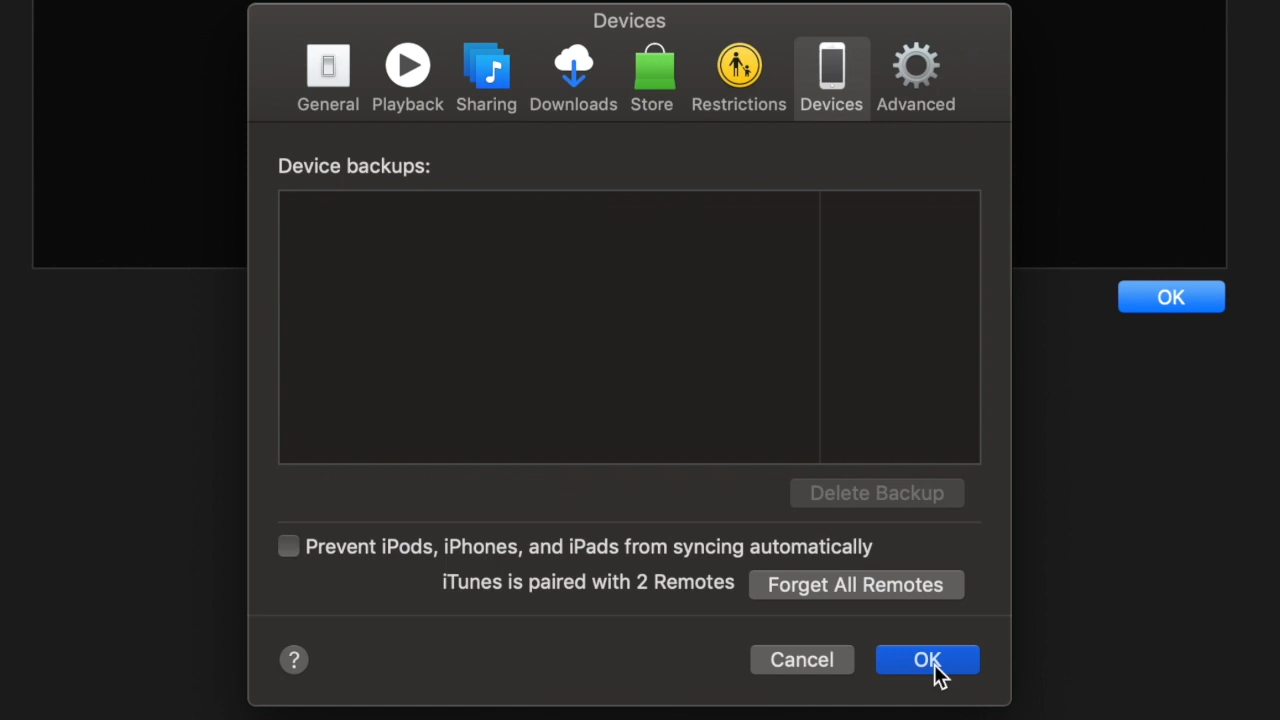 Devices
General Playback Sharing Downloads Store Restrictions Devices Advanced
Device backups:
OK
Delete Backup
Prevent iPods, iPhones, and iPads from syncing automatically
iTunes is paired with 2 Remotes Forget All Remotes
? Cancel OK